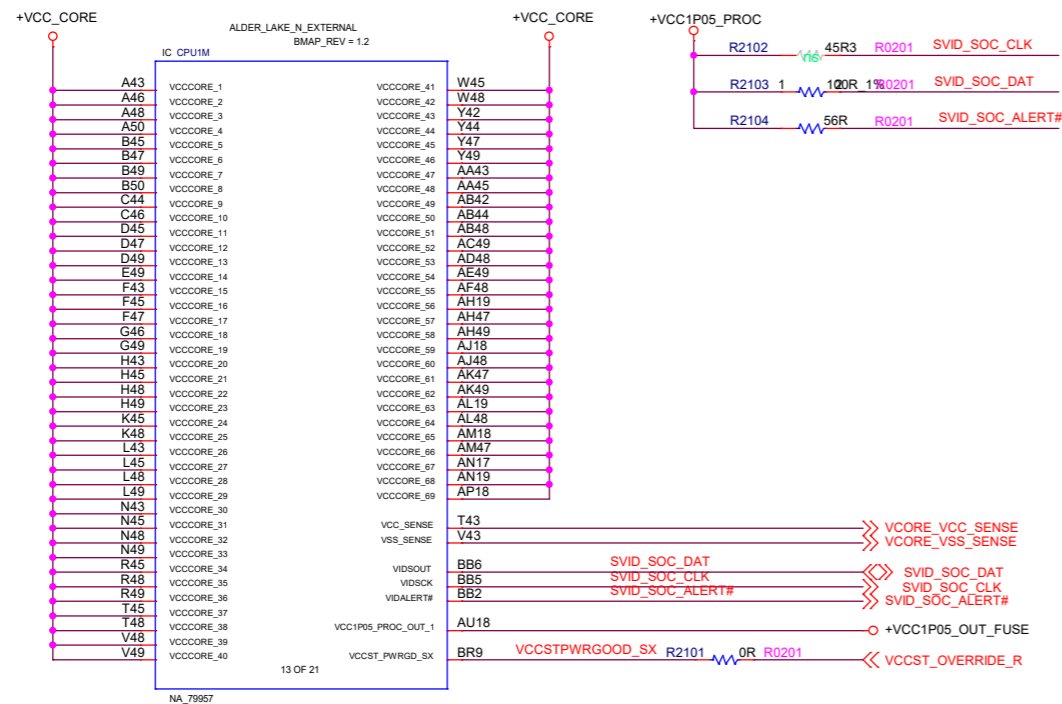 +VCC_CORE
ALDER_LAKE_N_EXTERNAL
BMAP_REV = 1.2
IC CPU1M
+VCC_CORE
+VCC1P05_PROC
R2102 ns 45R3 R0201 SVID_SOC_CLK
R2103 1 2 100R_1% R0201 SVID_SOC_DAT
R2104 56R R0201 SVID_SOC_ALERT#
A43 VCCCORE_1 VCCCORE_41 W45
A46 VCCCORE_2 VCCCORE_42 W48
A48 VCCCORE_3 VCCCORE_43 Y42
A50 VCCCORE_4 VCCCORE_44 Y44
B45 VCCCORE_5 VCCCORE_45 Y47
B47 VCCCORE_6 VCCCORE_46 Y49
B49 VCCCORE_7 VCCCORE_47 AA43
B50 VCCCORE_8 VCCCORE_48 AA45
C44 VCCCORE_9 VCCCORE_49 AB42
C46 VCCCORE_10 VCCCORE_50 AB44
D45 VCCCORE_11 VCCCORE_51 AB48
D47 VCCCORE_12 VCCCORE_52 AC49
D49 VCCCORE_13 VCCCORE_53 AD48
E49 VCCCORE_14 VCCCORE_54 AE49
F43 VCCCORE_15 VCCCORE_55 AF48
F45 VCCCORE_16 VCCCORE_56 AH19
F47 VCCCORE_17 VCCCORE_57 AH47
G46 VCCCORE_18 VCCCORE_58 AH49
G49 VCCCORE_19 VCCCORE_59 AJ18
H43 VCCCORE_20 VCCCORE_60 AJ48
H45 VCCCORE_21 VCCCORE_61 AK47
H48 VCCCORE_22 VCCCORE_62 AK49
H49 VCCCORE_23 VCCCORE_63 AL19
K45 VCCCORE_24 VCCCORE_64 AL48
K48 VCCCORE_25 VCCCORE_65 AM18
L43 VCCCORE_26 VCCCORE_66 AM47
L45 VCCCORE_27 VCCCORE_67 AN17
L48 VCCCORE_28 VCCCORE_68 AN19
L49 VCCCORE_29 VCCCORE_69 AP18
N43 VCCCORE_30
N45 VCCCORE_31 VCC_SENSE T43 VCORE_VCC_SENSE
N48 VCCCORE_32 VSS_SENSE V43 VCORE_VSS_SENSE
N49 VCCCORE_33
R45 VCCCORE_34 VIDSOUT BB6 SVID_SOC_DAT SVID_SOC_DAT
R48 VCCCORE_35 VIDSCK BB5 SVID_SOC_CLK SVID_SOC_CLK
R49 VCCCORE_36 VIDALERT# BB2 SVID_SOC_ALERT# SVID_SOC_ALERT#
T45 VCCCORE_37
T48 VCCCORE_38 VCC1P05_PROC_OUT_1 AU18 +VCC1P05_OUT_FUSE
V48 VCCCORE_39
V49 VCCCORE_40 VCCST_PWRGD_SX BR9 VCCSTPWRGOOD_SX R2101 0R R0201 VCCST_OVERRIDE_R
13 OF 21
NA_79957